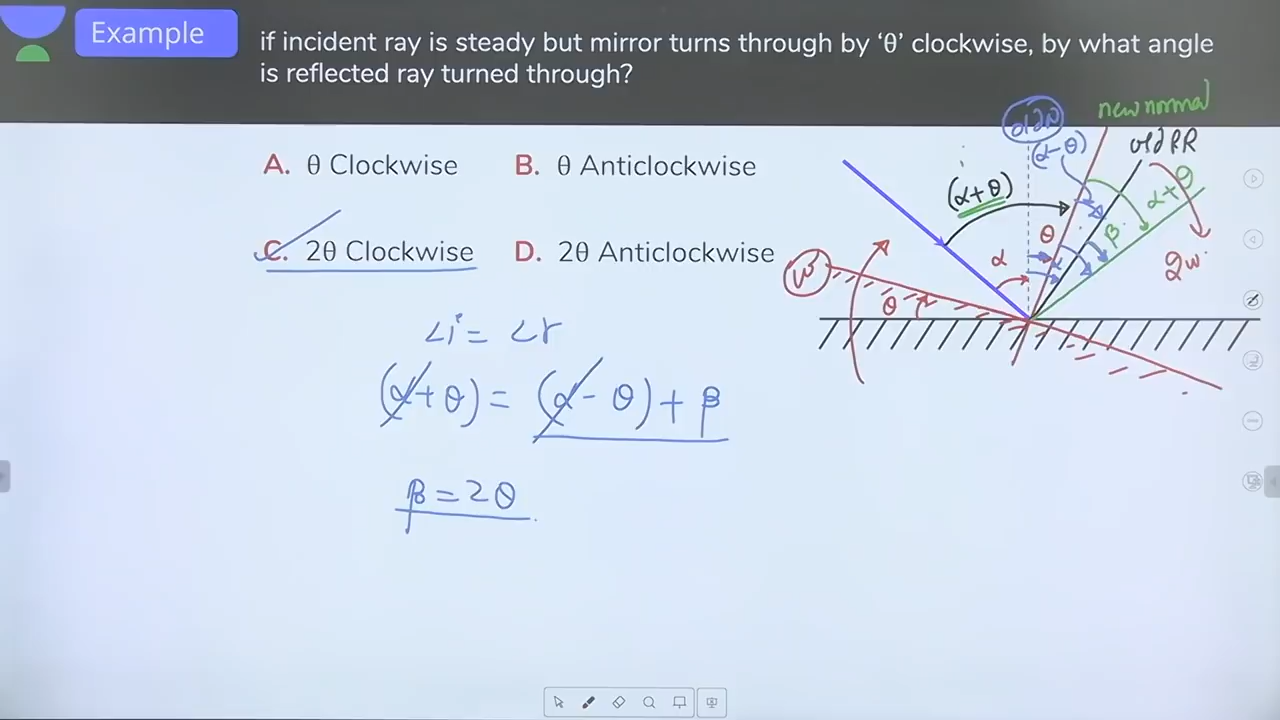 Example
if incident ray is steady but mirror turns through by ‘θ’ clockwise, by what angle
is reflected ray turned through?
A. θ Clockwise
B. θ Anticlockwise
C. 2θ Clockwise
D. 2θ Anticlockwise
∠i = ∠r
(α+θ) = (α-θ) + β
β = 2θ
old N
new normal
(α-θ)
old RR
(α+θ)
α+θ
θ
β
α
α
2w
w
θ